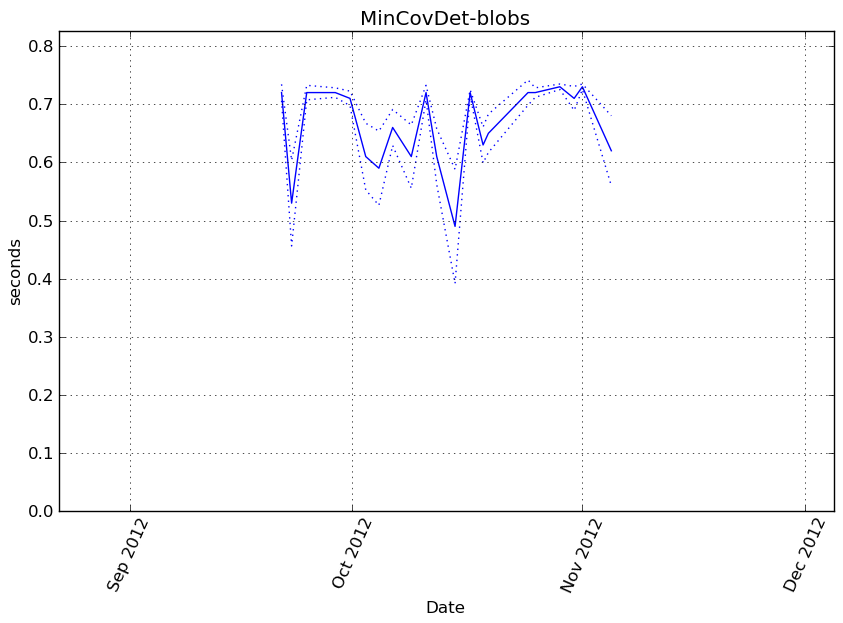 MinCovDet-blobs
0.8
0.7
0.6
0.5
0.4
0.3
0.2
0.1
0.0
seconds
Sep 2012
Oct 2012
Nov 2012
Dec 2012
Date